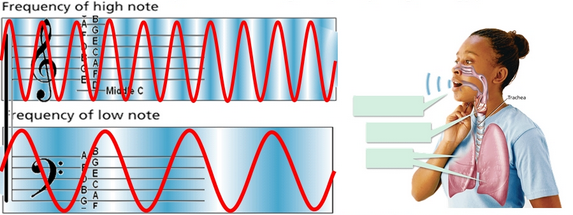 Frequency of high note
B
G
E
C
A
F
D
Middle C
Frequency of low note
B
A
G
E
D
C
B
A
G
F
Trachea